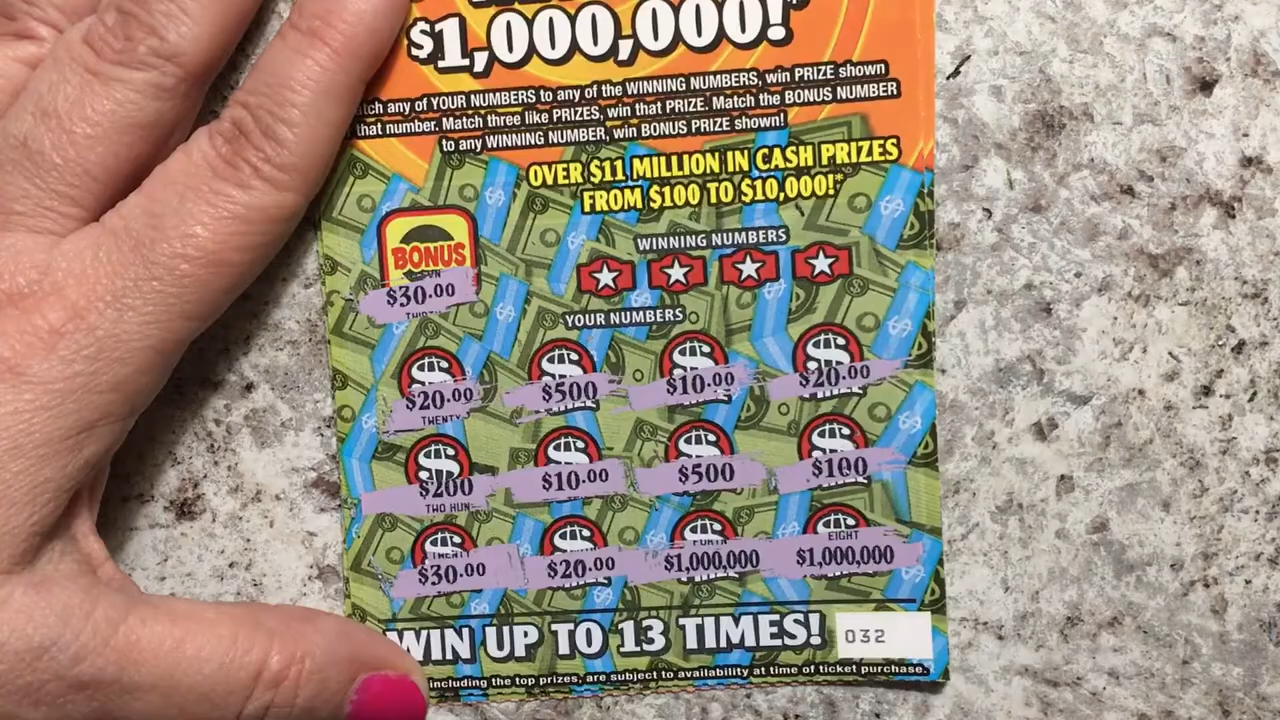 $1,000,000!*
tch any of YOUR NUMBERS to any of the WINNING NUMBERS, win PRIZE shown
that number. Match three like PRIZES, win that PRIZE. Match the BONUS NUMBER
to any WINNING NUMBER, win BONUS PRIZE shown!
OVER $11 MILLION IN CASH PRIZES
FROM $100 TO $10,000!*
BONUS
$30.00
WINNING NUMBERS
YOUR NUMBERS
$20.00 $500 $10.00 $20.00
TWENTY
$200 $10.00 $500 $100
TWO HUN
TWENTY FORTY EIGHT
$30.00 $20.00 $1,000,000 $1,000,000
WIN UP TO 13 TIMES! 032
including the top prizes, are subject to availability at time of ticket purchase.